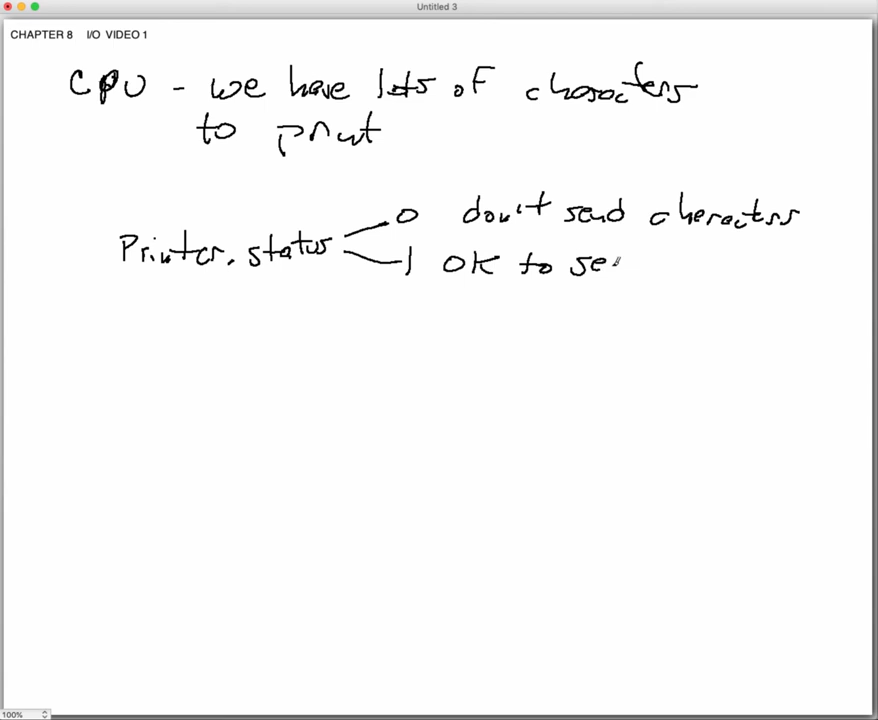 Untitled 3
CHAPTER 8 I/O VIDEO 1
CPU - we have lots of characters
to print
Printer.status
0 don't send characters
1 OK to se
100%